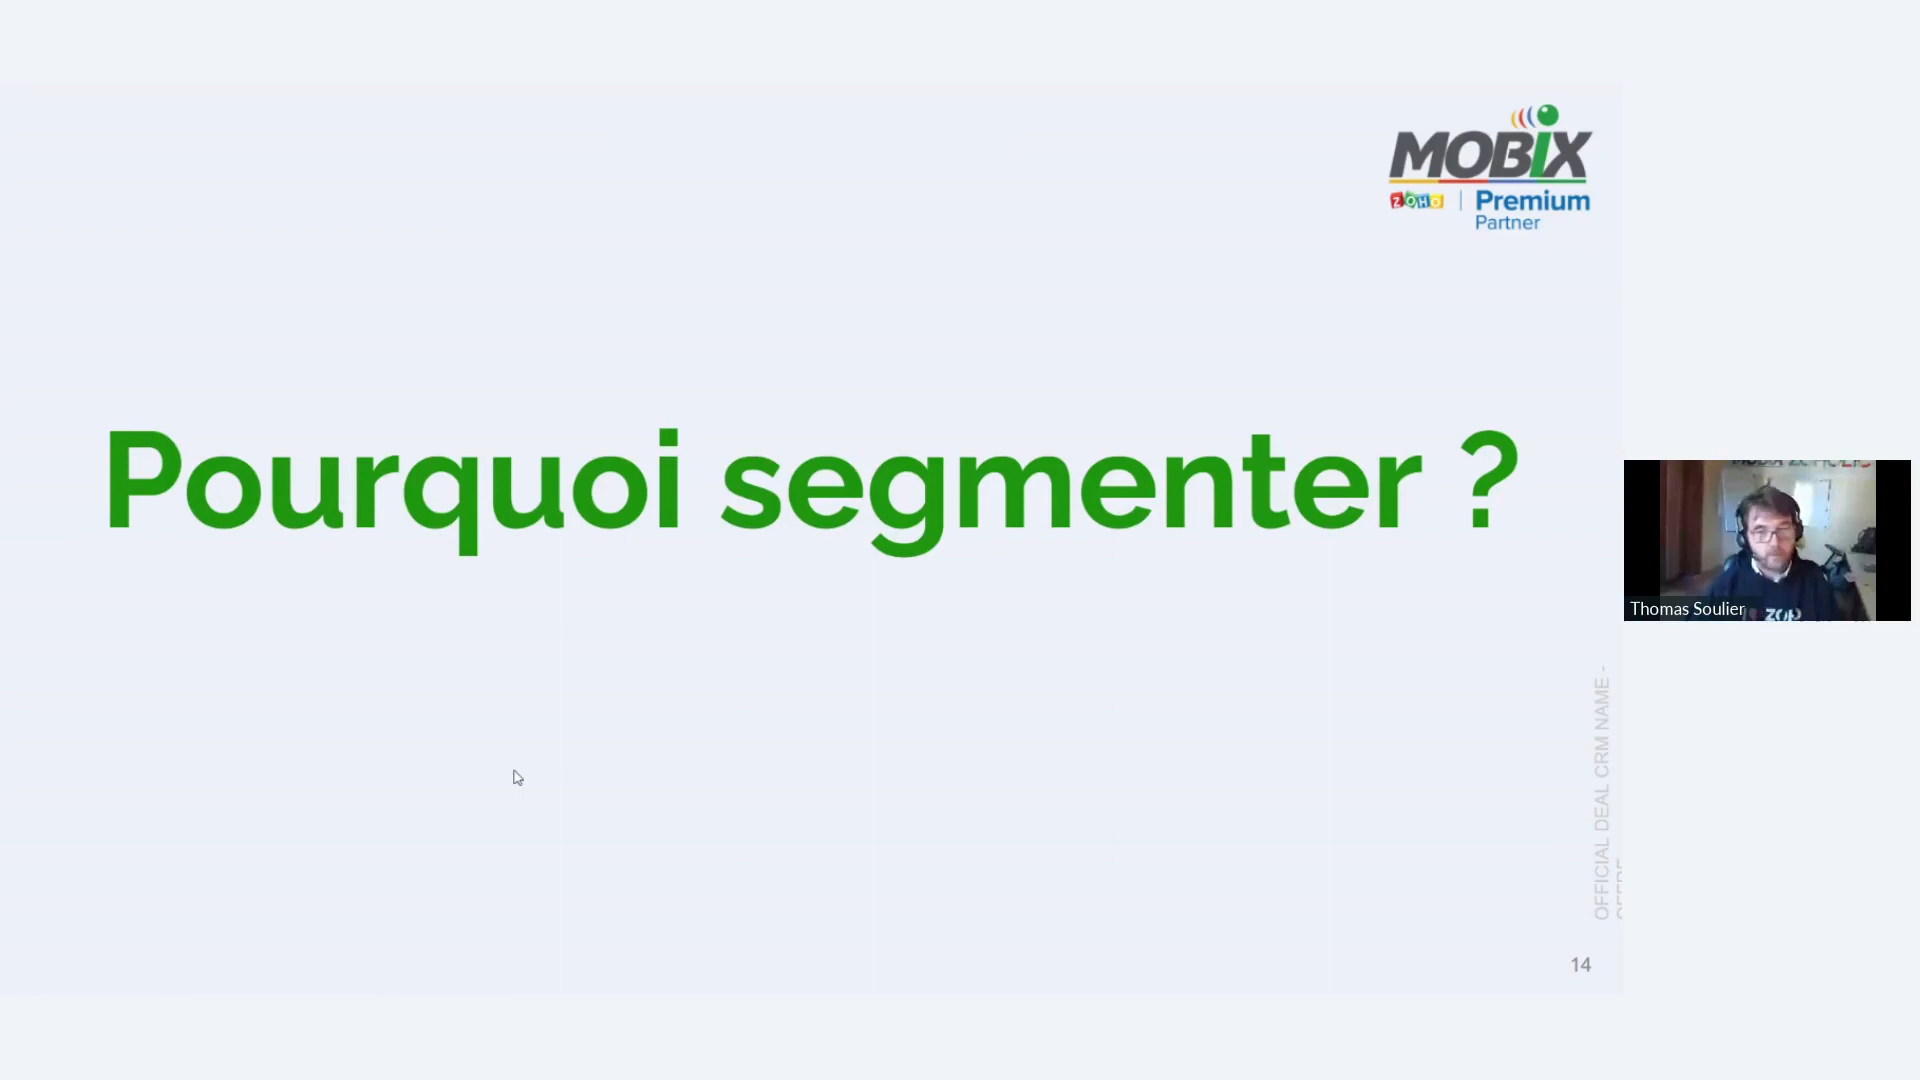 MOBiX
ZOHO | Premium
Partner
Pourquoi segmenter ?
Thomas Soulier
OFFICIAL DEAL CRM NAME -
14